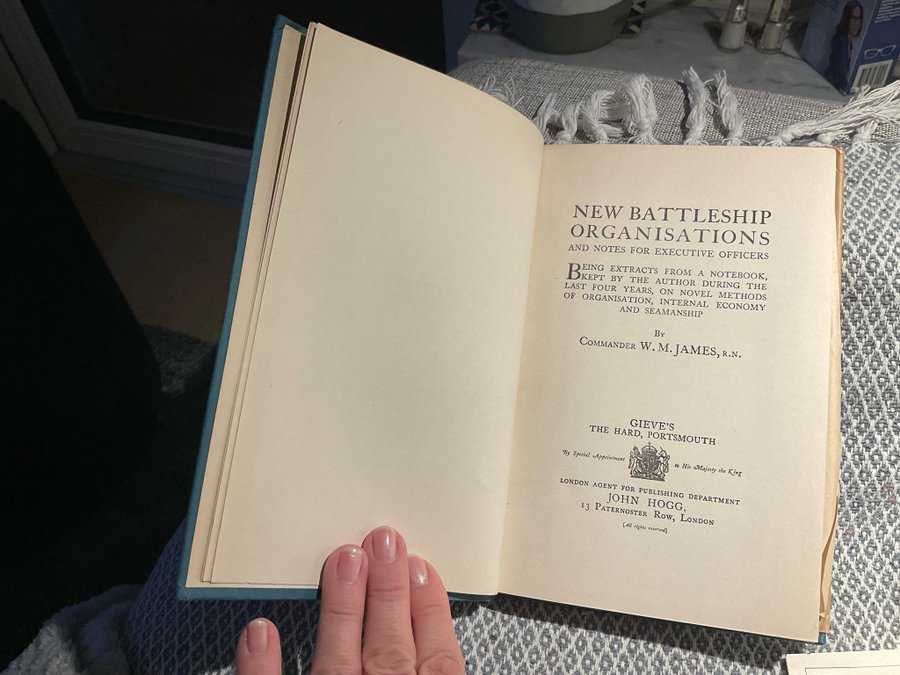 NEW BATTLESHIP
ORGANISATIONS
AND NOTES FOR EXECUTIVE OFFICERS
BEING EXTRACTS FROM A NOTEBOOK,
KEPT BY THE AUTHOR DURING THE
LAST FOUR YEARS, ON NOVEL METHODS
OF ORGANISATION, INTERNAL ECONOMY
AND SEAMANSHIP
By
Commander W. M. JAMES, R.N.
GIEVE'S
THE HARD, PORTSMOUTH
By Special Appointment to His Majesty the King
LONDON AGENT FOR PUBLISHING DEPARTMENT
JOHN HOGG,
13 Paternoster Row, London
(All rights reserved)